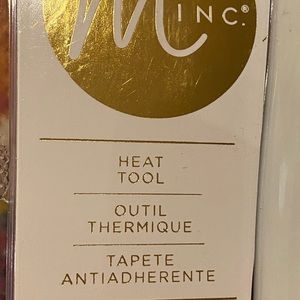 m
INC.®
HEAT
TOOL
OUTIL
THERMIQUE
TAPETE
ANTIADHERENTE